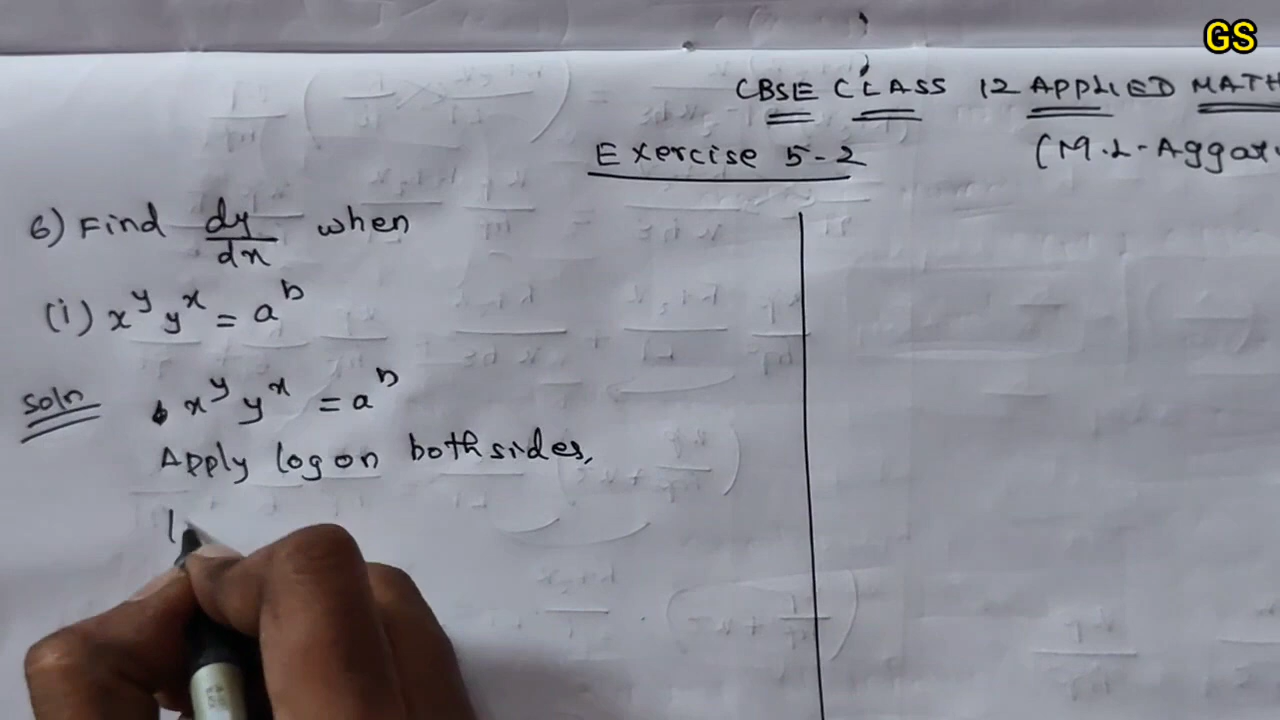 GS
CBSE CLASS 12 APPLIED MATH
Exercise 5-2
(M.L-Aggar
6) Find dy/dx when
(i) x^y y^x = a^b
Soln x^y y^x = a^b
Apply log on both sides,
l